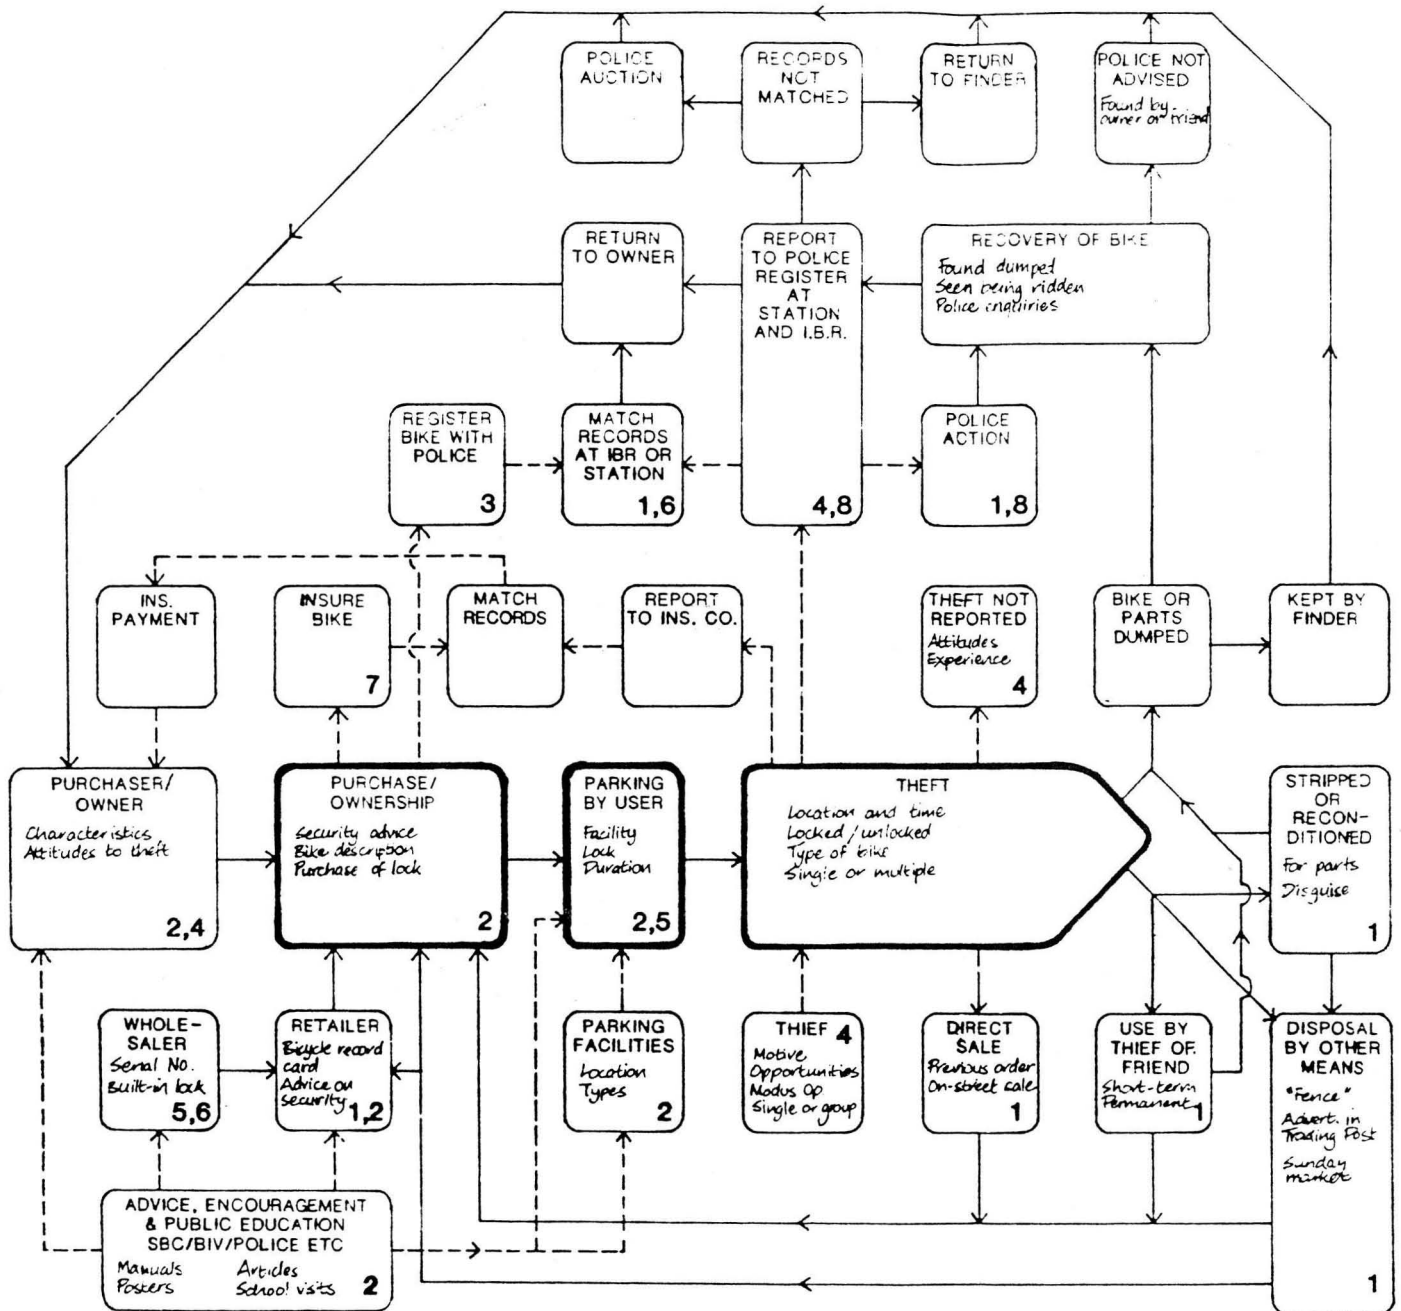 POLICE
AUCTION
RECORDS
NOT
MATCHED
RETURN
TO FINDER
POLICE NOT
ADVISED
Found by
owner or friend
RETURN
TO OWNER
REPORT
TO POLICE
REGISTER
AT
STATION
AND I.B.R.
4,8
RECOVERY OF BIKE
Found dumped
Seen being ridden
Police enquiries
REGISTER
BIKE WITH
POLICE
3
MATCH
RECORDS
AT IBR OR
STATION
1,6
POLICE
ACTION
1,8
INS.
PAYMENT
INSURE
BIKE
7
MATCH
RECORDS
REPORT
TO INS. CO.
THEFT NOT
REPORTED
Attitudes
Experience
4
BIKE OR
PARTS
DUMPED
KEPT BY
FINDER
PURCHASER/
OWNER
Characteristics
Attitudes to theft
2,4
PURCHASE/
OWNERSHIP
Security advice
Bike description
Purchase of lock
2
PARKING
BY USER
Facility
Lock
Duration
2,5
THEFT
Location and time
Locked/unlocked
Type of bike
Single or multiple
STRIPPED
OR
RECON-
DITIONED
For parts
Disguise
1
WHOLE-
SALER
Serial No.
Built-in lock
5,6
RETAILER
Bicycle record
card
Advice on
security
1,2
PARKING
FACILITIES
Location
Types
2
THIEF 4
Motive
Opportunities
Modus Op
Single or group
DIRECT
SALE
Previous order
On-street sale
1
USE BY
THIEF OF.
FRIEND
Short-term
Permanent
1
DISPOSAL
BY OTHER
MEANS
"Fence"
Advert. in
Trading Post
Sunday
market
1
ADVICE, ENCOURAGEMENT
& PUBLIC EDUCATION
SBC/BIV/POLICE ETC
Manuals Articles
Posters School visits 2